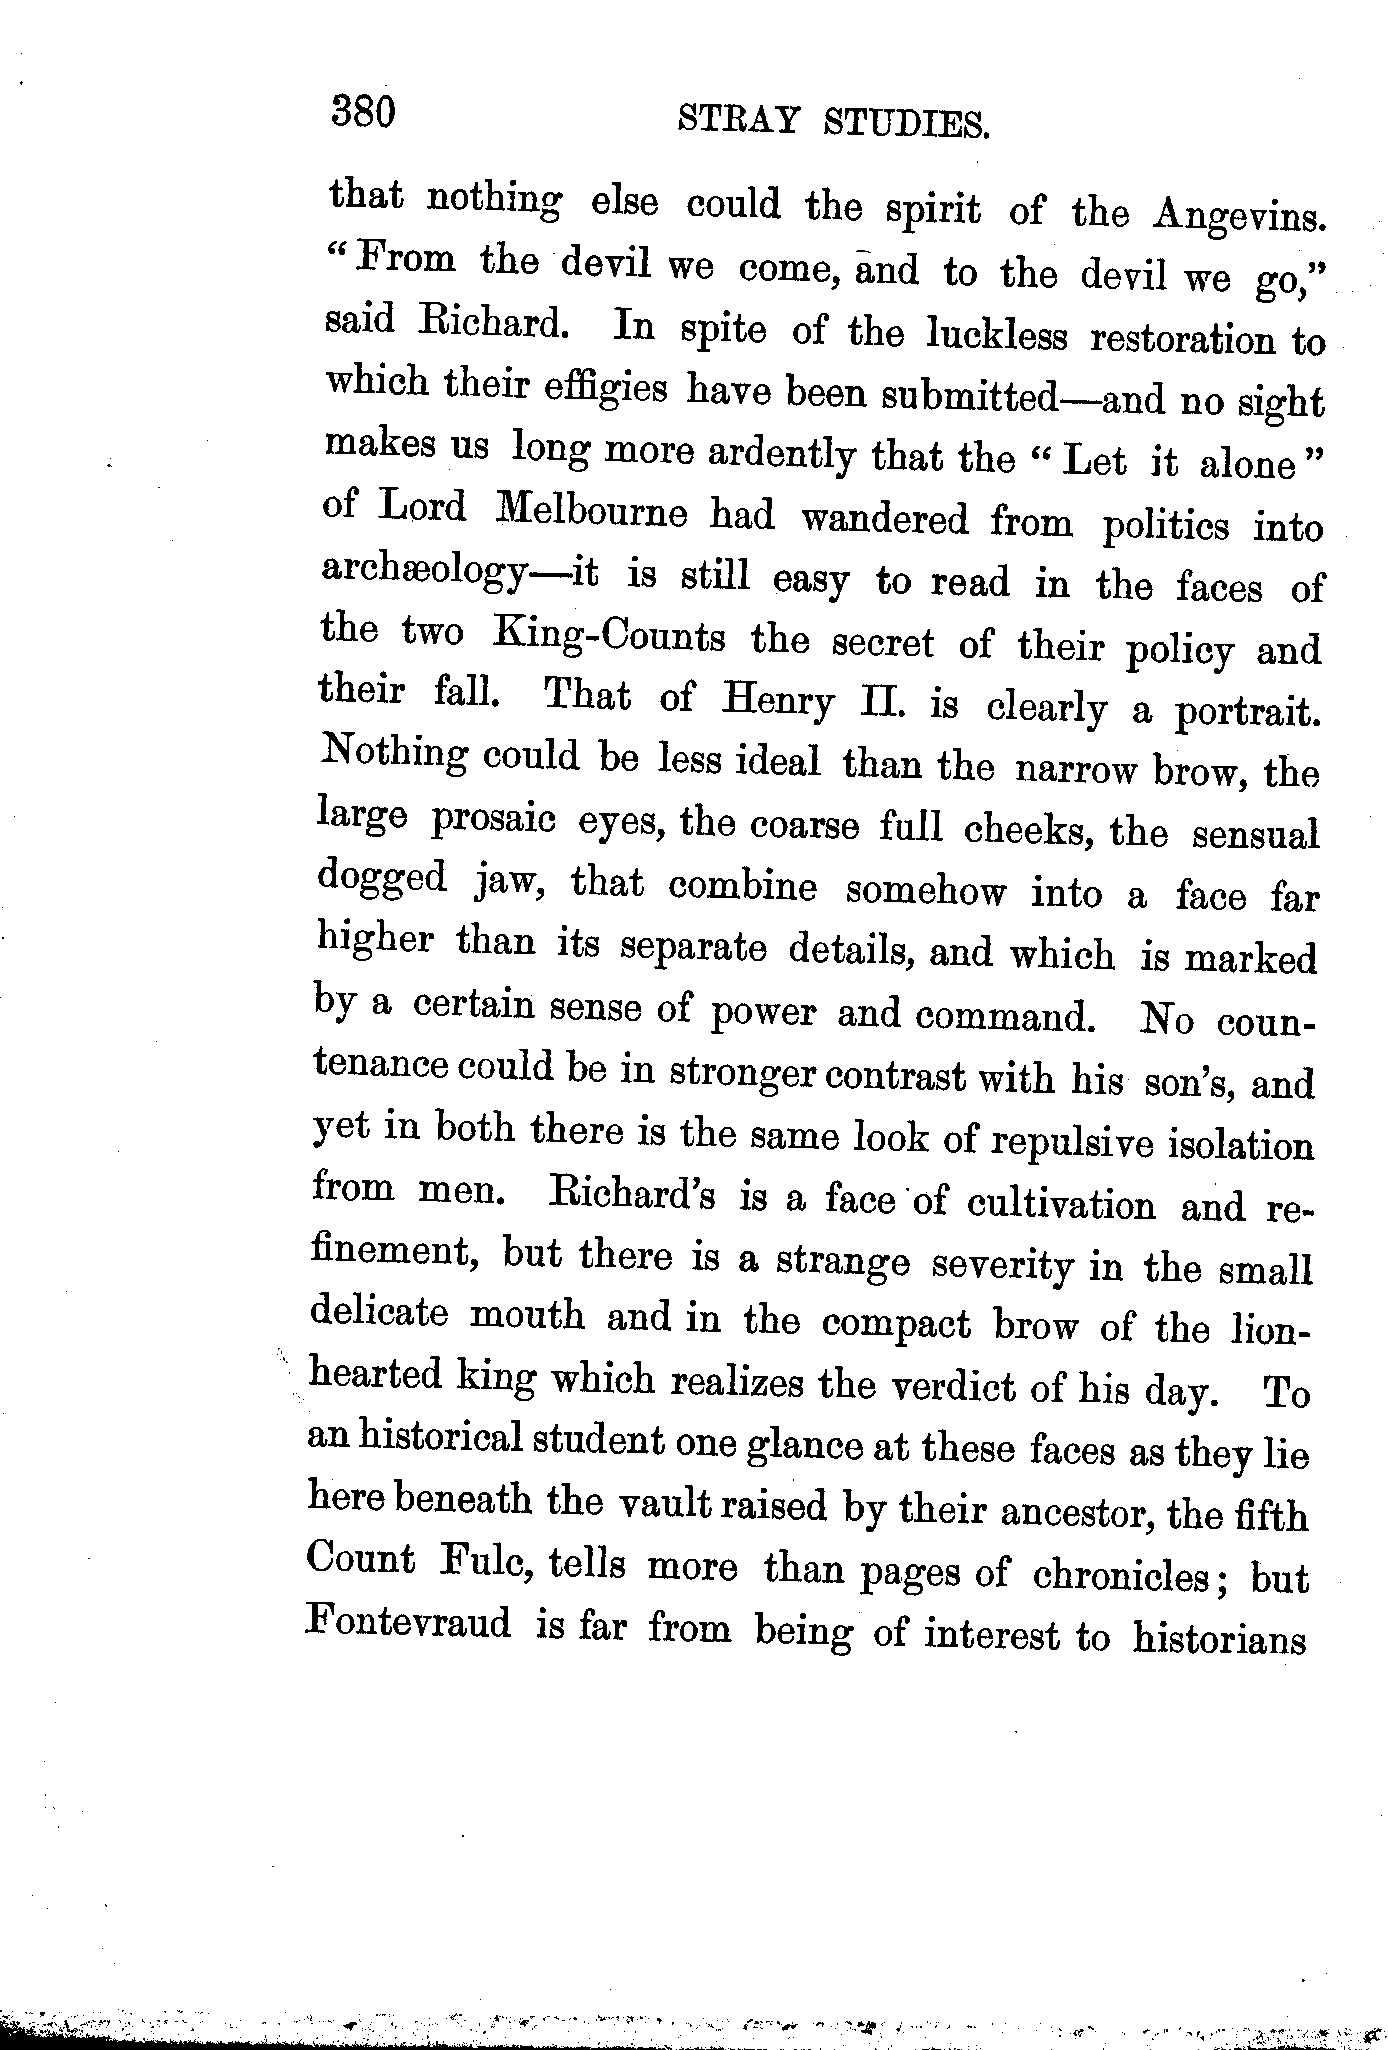 380 STRAY STUDIES.
that nothing else could the spirit of the Angevins.
“From the devil we come, and to the devil we go,”
said Richard. In spite of the luckless restoration to
which their effigies have been submitted—and no sight
makes us long more ardently that the “Let it alone”
of Lord Melbourne had wandered from politics into
archæology—it is still easy to read in the faces of
the two King-Counts the secret of their policy and
their fall. That of Henry II. is clearly a portrait.
Nothing could be less ideal than the narrow brow, the
large prosaic eyes, the coarse full cheeks, the sensual
dogged jaw, that combine somehow into a face far
higher than its separate details, and which is marked
by a certain sense of power and command. No coun-
tenance could be in stronger contrast with his son’s, and
yet in both there is the same look of repulsive isolation
from men. Richard’s is a face of cultivation and re-
finement, but there is a strange severity in the small
delicate mouth and in the compact brow of the lion-
hearted king which realizes the verdict of his day. To
an historical student one glance at these faces as they lie
here beneath the vault raised by their ancestor, the fifth
Count Fulc, tells more than pages of chronicles; but
Fontevraud is far from being of interest to historians